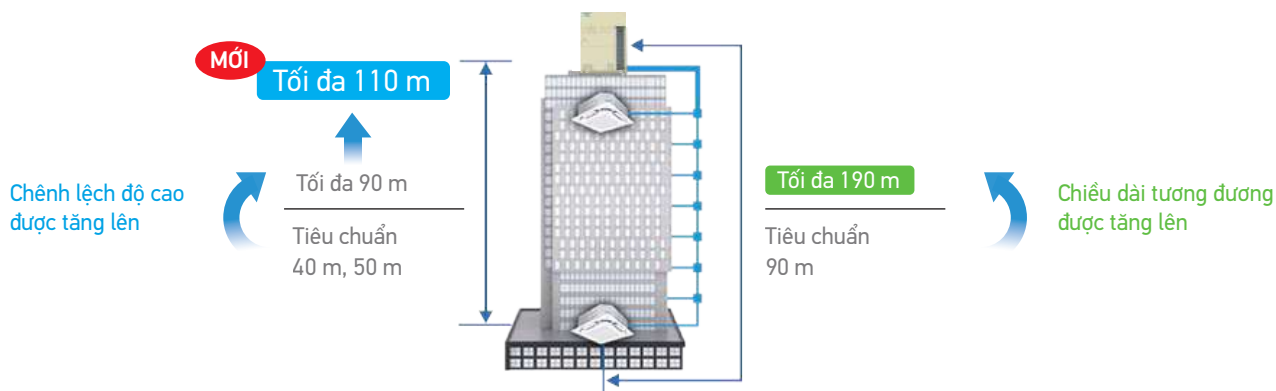 MỚI
Tối đa 110 m
Chênh lệch độ cao
được tăng lên
Tối đa 90 m
Tiêu chuẩn
40 m, 50 m
Tối đa 190 m
Tiêu chuẩn
90 m
Chiều dài tương đương
được tăng lên